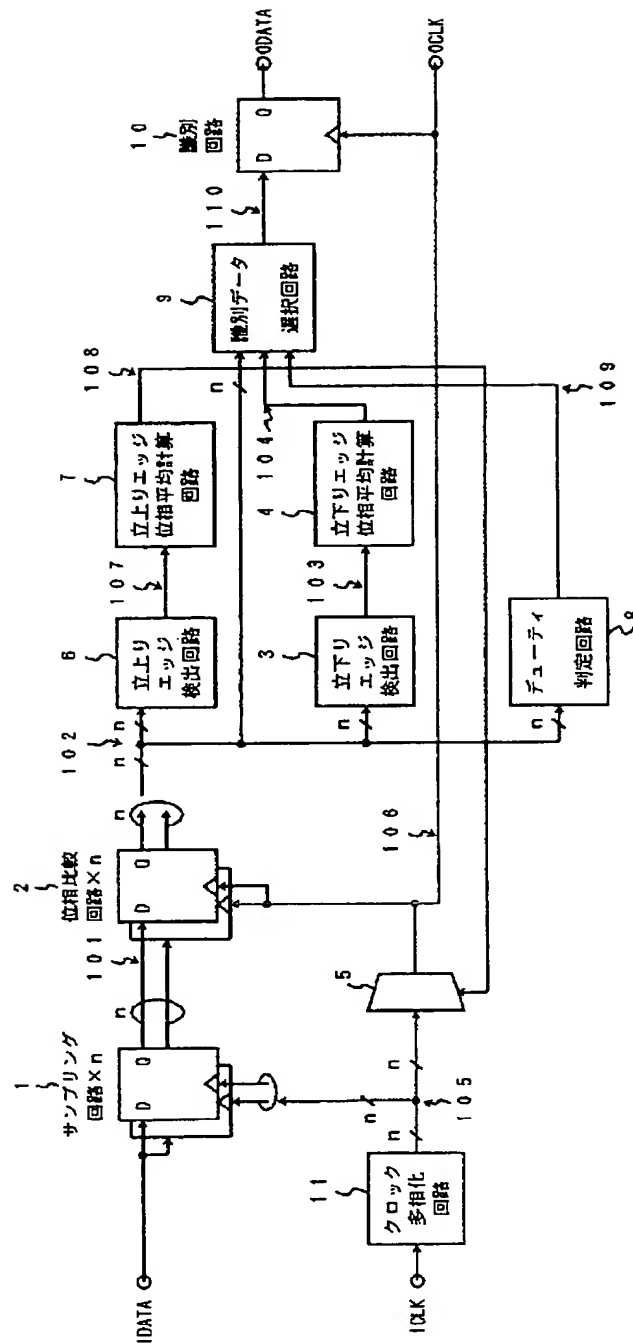 IDATA
1
サンプリング
回路×n
D
Q
n
101
2
位相比較
回路×n
D
Q
n
102
n
n
6
立上り
エッジ
検出回路
107
7
立上りエッジ
位相平均計算
回路
108
n
9
識別データ
選択回路
110
10
識別
回路
D
Q
ODATA
n
3
立下り
エッジ
検出回路
103
4
立下りエッジ
位相平均計算
回路
104
n
デューティ
判定回路
8
109
ICLK
11
クロック
多相化
回路
n
n
105
n
5
106
OCLK